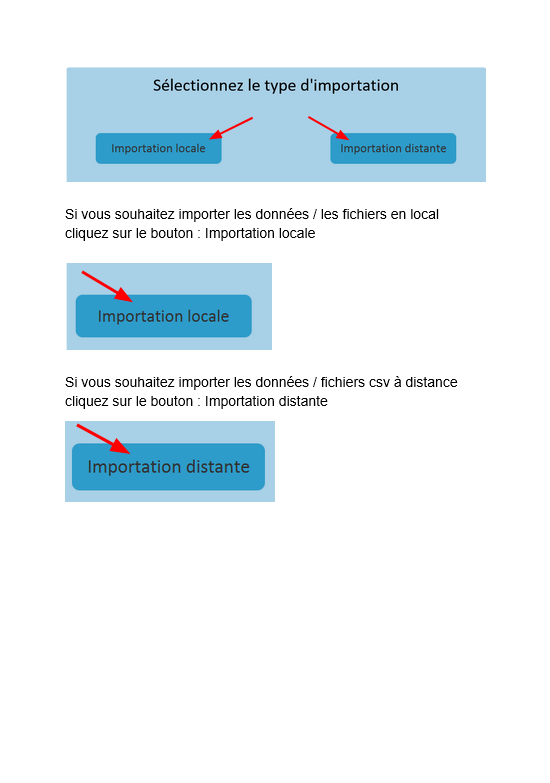 Sélectionnez le type d'importation
Importation locale
Importation distante
Si vous souhaitez importer les données / les fichiers en local
cliquez sur le bouton : Importation locale
Importation locale
Si vous souhaitez importer les données / fichiers csv à distance
cliquez sur le bouton : Importation distante
Importation distante